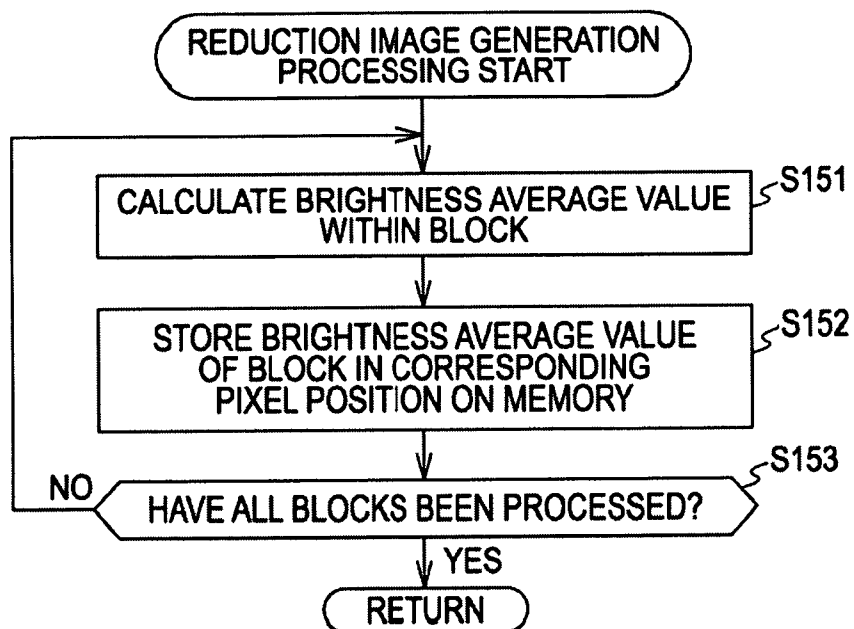 REDUCTION IMAGE GENERATION
PROCESSING START
CALCULATE BRIGHTNESS AVERAGE VALUE
WITHIN BLOCK
S151
STORE BRIGHTNESS AVERAGE VALUE
OF BLOCK IN CORRESPONDING
PIXEL POSITION ON MEMORY
S152
HAVE ALL BLOCKS BEEN PROCESSED?
S153
NO
YES
RETURN